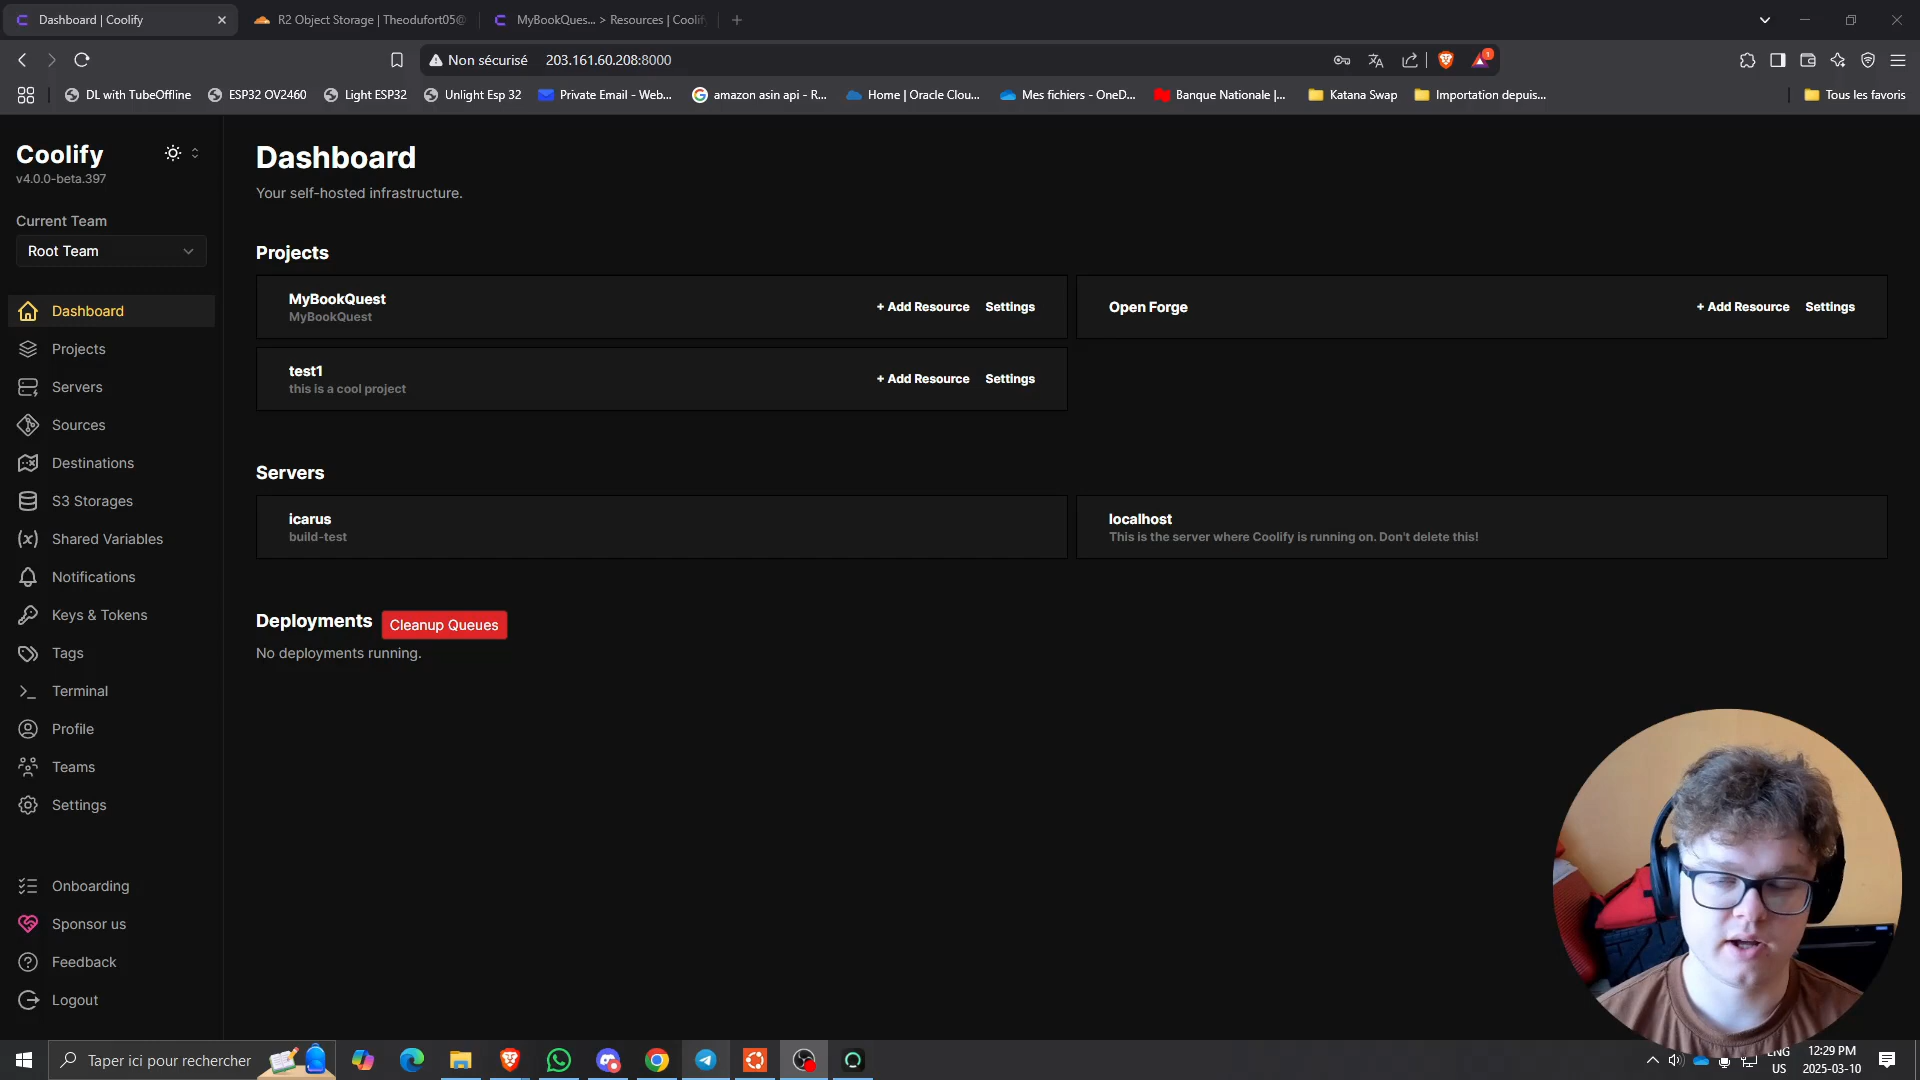 Dashboard | Coolify
R2 Object Storage | Theodufort05@
MyBookQues... > Resources | Coolif
Non sécurisé 203.161.60.208:8000
1
DL with TubeOffline
ESP32 OV2460
Light ESP32
Unlight Esp 32
Private Email - Web...
amazon asin api - R...
Home | Oracle Clou...
Mes fichiers - OneD...
Banque Nationale |...
Katana Swap
Importation depuis...
Tous les favoris
Coolify
v4.0.0-beta.397
Current Team
Root Team
Dashboard
Projects
Servers
Sources
Destinations
S3 Storages
Shared Variables
Notifications
Keys & Tokens
Tags
Terminal
Profile
Teams
Settings
Onboarding
Sponsor us
Feedback
Logout
Dashboard
Your self-hosted infrastructure.
Projects
MyBookQuest
MyBookQuest
+ Add Resource Settings
Open Forge
+ Add Resource Settings
test1
this is a cool project
+ Add Resource Settings
Servers
icarus
build-test
localhost
This is the server where Coolify is running on. Don't delete this!
Deployments
Cleanup Queues
No deployments running.
Taper ici pour rechercher
ENG
US
12:29 PM
2025-03-10